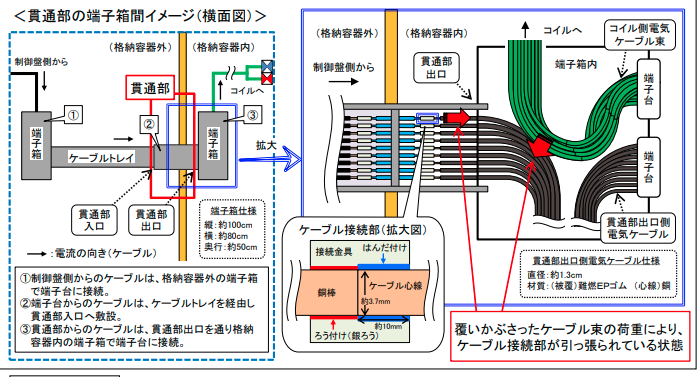 ＜貫通部の端子箱間イメージ(横面図)＞
（格納容器外）
（格納容器内）
制御盤側から
貫通部
コイルへ
①
②
③
端子箱
端子箱
ケーブルトレイ
拡大
貫通部
入口
貫通部
出口
端子箱仕様
縦：約100cm
横：約80cm
奥行：約50cm
→：電流の向き(ケーブル)
①制御盤側からのケーブルは、格納容器外の端子箱
で端子台に接続。
②端子台からのケーブルは、ケーブルトレイを経由し
貫通部入口へ敷設。
③貫通部からのケーブルは、貫通部出口を通り格納
容器内の端子箱で端子台に接続。
（格納容器外）
（格納容器内）
制御盤側から
貫通部
出口
コイルへ
端子箱内
コイル側電気
ケーブル束
端子台
端子台
貫通部出口側
電気ケーブル
ケーブル接続部(拡大図)
接続金具
はんだ付け
銅棒
ケーブル心線
約3.7mm
ろう付け(銀ろう)
約10mm
貫通部出口側電気ケーブル仕様
直径：約1.3cm
材質：(被覆)難燃EPゴム　(心線)銅
覆いかぶさったケーブル束の荷重により、
ケーブル接続部が引っ張られている状態